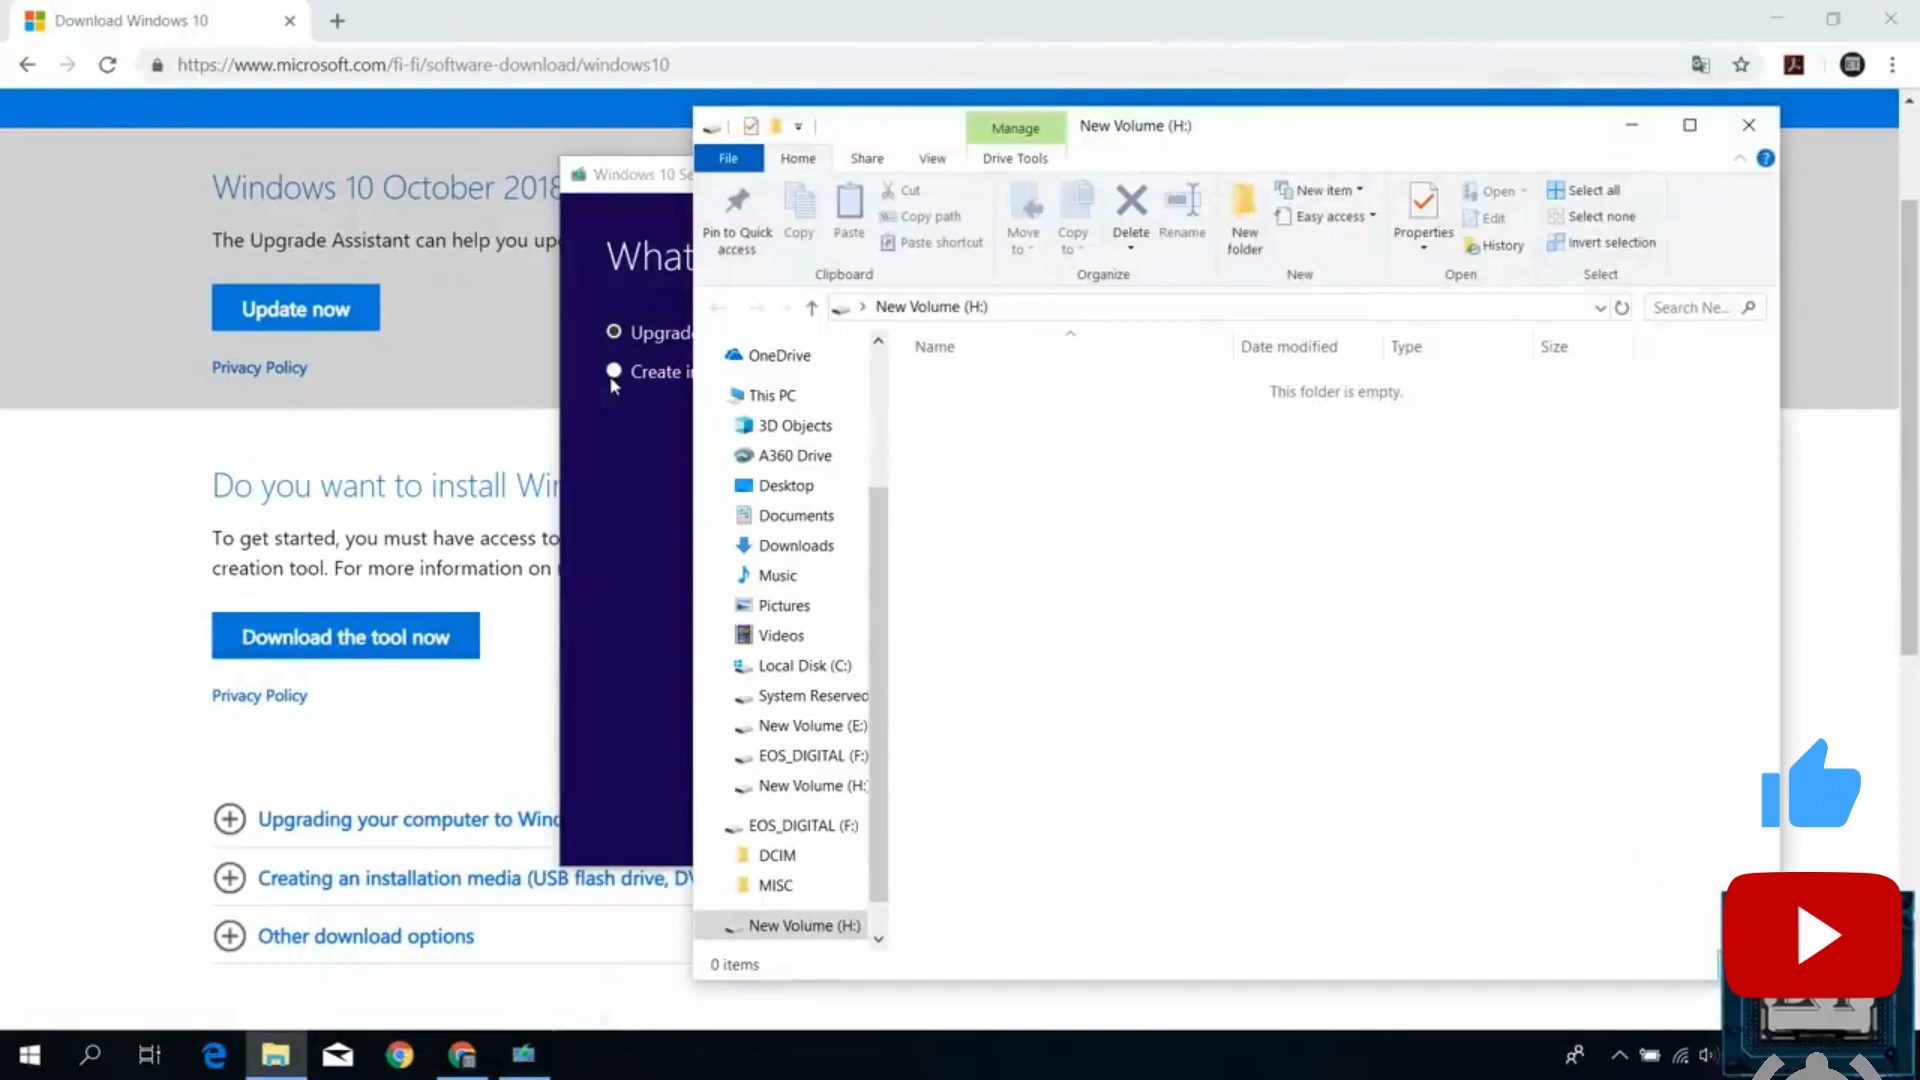 Download Windows 10
https://www.microsoft.com/fi-fi/software-download/windows10
Windows 10 October 2018
The Upgrade Assistant can help you up
Update now
Privacy Policy
Do you want to install Wi
To get started, you must have access to
creation tool. For more information on
Download the tool now
Privacy Policy
Upgrading your computer to Wind
Creating an installation media (USB flash drive, DV
Other download options
Windows 10 Se
What
Upgrade
Create i
Manage
New Volume (H:)
File
Home
Share
View
Drive Tools
Pin to Quick
access
Copy
Paste
Cut
Copy path
Paste shortcut
Clipboard
Move
to
Copy
to
Delete
Rename
Organize
New
folder
New item
Easy access
New
Properties
Open
Edit
History
Open
Select all
Select none
Invert selection
Select
New Volume (H:)
Search Ne...
Name
Date modified
Type
Size
This folder is empty.
OneDrive
This PC
3D Objects
A360 Drive
Desktop
Documents
Downloads
Music
Pictures
Videos
Local Disk (C:)
System Reserved
New Volume (E:)
EOS_DIGITAL (F:)
New Volume (H:
EOS_DIGITAL (F:)
DCIM
MISC
New Volume (H:)
0 items